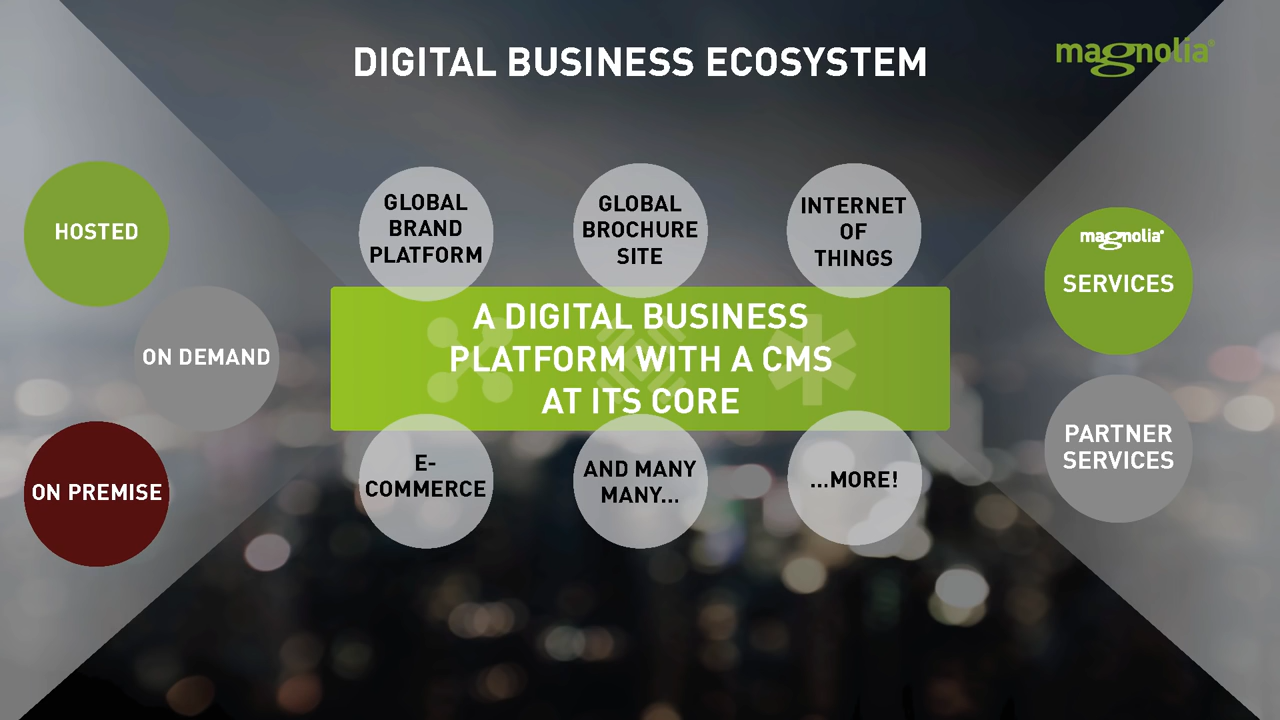 DIGITAL BUSINESS ECOSYSTEM
magnolia®
HOSTED
ON DEMAND
ON PREMISE
GLOBAL
BRAND
PLATFORM
GLOBAL
BROCHURE
SITE
INTERNET
OF
THINGS
A DIGITAL BUSINESS
PLATFORM WITH A CMS
AT ITS CORE
E-
COMMERCE
AND MANY
MANY...
...MORE!
magnolia®
SERVICES
PARTNER
SERVICES